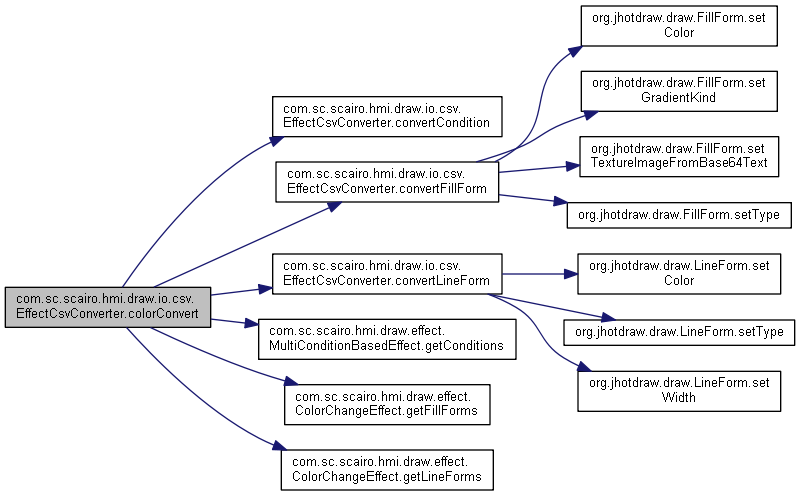 org.jhotdraw.draw.FillForm.set
Color
org.jhotdraw.draw.FillForm.set
GradientKind
com.sc.scairo.hmi.draw.io.csv.
EffectCsvConverter.convertCondition
org.jhotdraw.draw.FillForm.set
TextureImageFromBase64Text
com.sc.scairo.hmi.draw.io.csv.
EffectCsvConverter.convertFillForm
org.jhotdraw.draw.FillForm.setType
com.sc.scairo.hmi.draw.io.csv.
EffectCsvConverter.convertLineForm
org.jhotdraw.draw.LineForm.set
Color
com.sc.scairo.hmi.draw.io.csv.
EffectCsvConverter.colorConvert
com.sc.scairo.hmi.draw.effect.
MultiConditionBasedEffect.getConditions
org.jhotdraw.draw.LineForm.setType
org.jhotdraw.draw.LineForm.set
Width
com.sc.scairo.hmi.draw.effect.
ColorChangeEffect.getFillForms
com.sc.scairo.hmi.draw.effect.
ColorChangeEffect.getLineForms